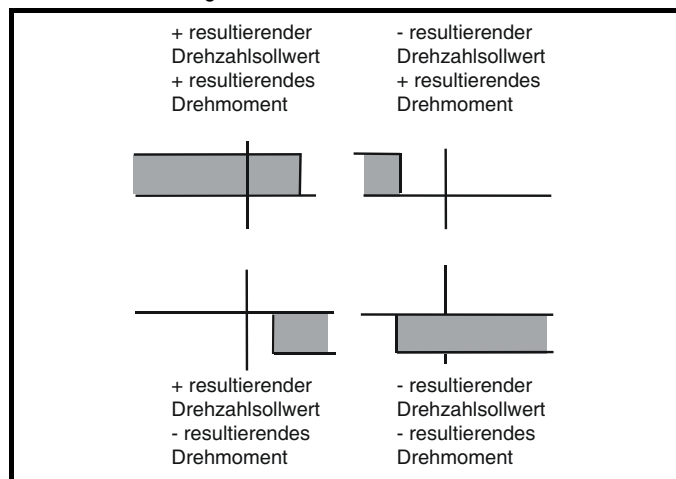 + resultierender
Drehzahlsollwert
+ resultierendes
Drehmoment
- resultierender
Drehzahlsollwert
+ resultierendes
Drehmoment
+ resultierender
Drehzahlsollwert
- resultierendes
Drehmoment
- resultierender
Drehzahlsollwert
- resultierendes
Drehmoment